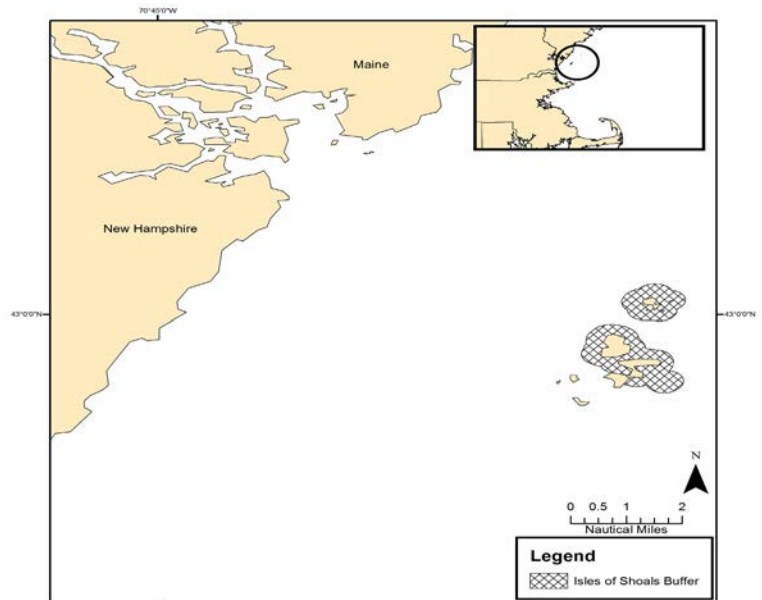 70°45'0"W
Maine
New Hampshire
43°0'0"N
43°0'0"N
N
0 0.5 1 2
Nautical Miles
Legend
Isles of Shoals Buffer